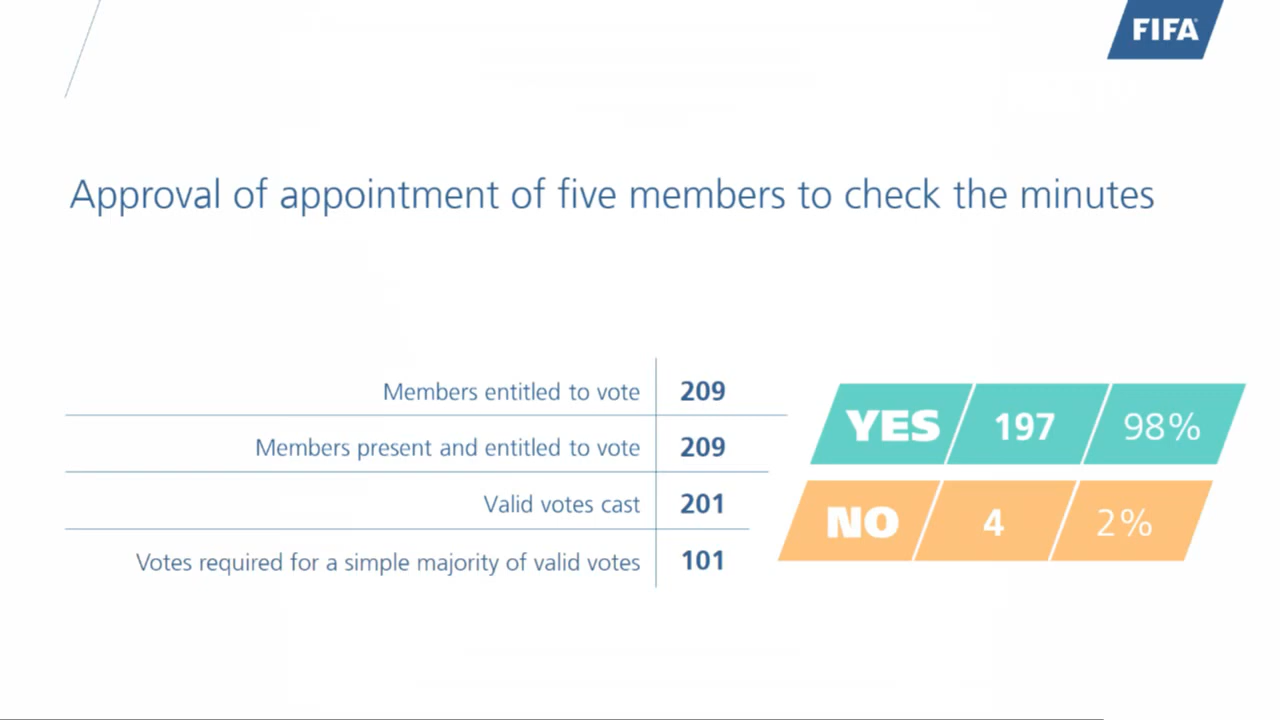 FIFA
Approval of appointment of five members to check the minutes
Members entitled to vote 209
Members present and entitled to vote 209
Valid votes cast 201
Votes required for a simple majority of valid votes 101
YES 197 98%
NO 4 2%